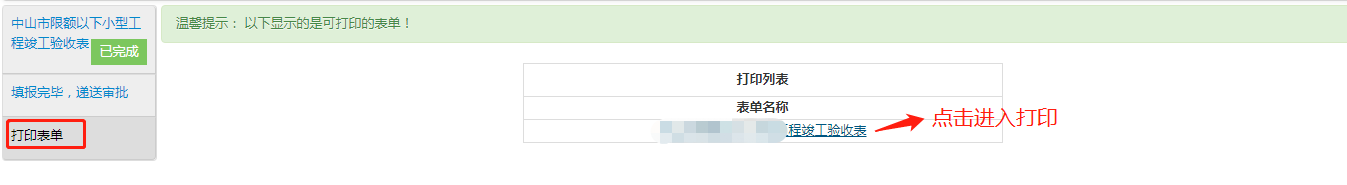 中山市限额以下小型工
程竣工验收表
已完成
填报完毕，递送审批
打印表单
温馨提示： 以下显示的是可打印的表单！
打印列表
表单名称
工程竣工验收表
点击进入打印